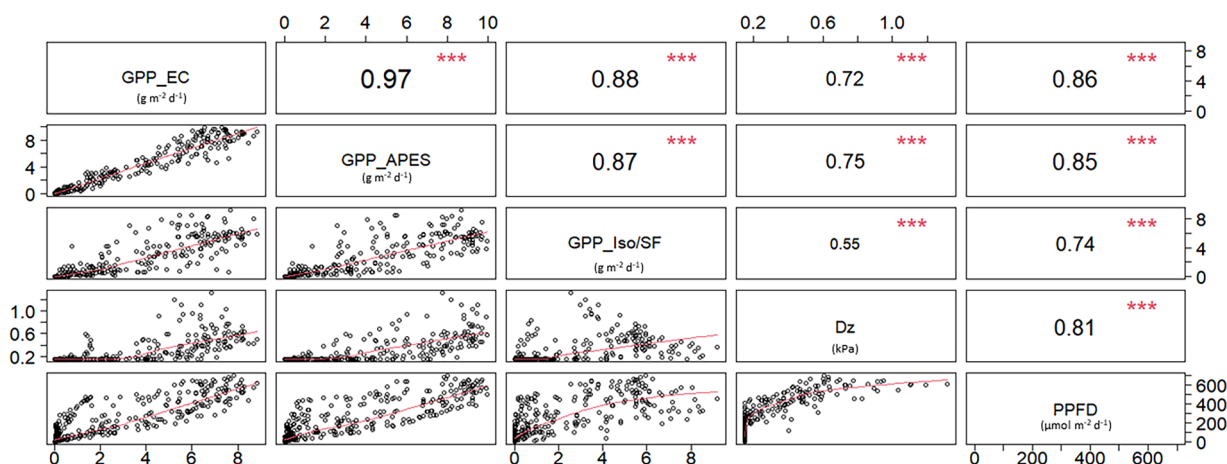 0 2 4 6 8 10 0.2 0.6 1.0
GPP_EC
(g m⁻² d⁻¹)
0.97 ***
0.88 ***
0.72 ***
0.86 ***
0 4 8
0 4 8
GPP_APES
(g m⁻² d⁻¹)
0.87 ***
0.75 ***
0.85 ***
GPP_Iso/SF
(g m⁻² d⁻¹)
0.55 ***
0.74 ***
0 4 8
0.2 0.6 1.0
Dz
(kPa)
0.81 ***
PPFD
(µmol m⁻² d⁻¹)
0 200 400 600
0 2 4 6 8 0 2 4 6 8 0 200 400 600